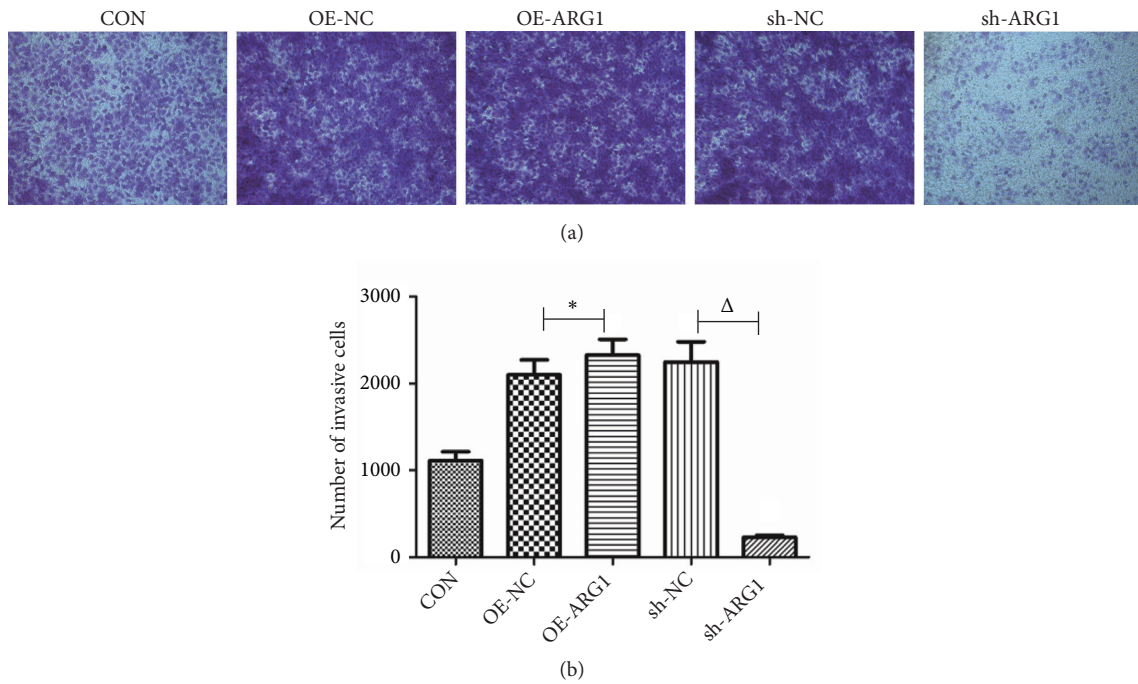 CON
OE-NC
OE-ARG1
sh-NC
sh-ARG1
(a)
3000
2000
1000
0
Number of invasive cells
*
Δ
CON
OE-NC
OE-ARG1
sh-NC
sh-ARG1
(b)